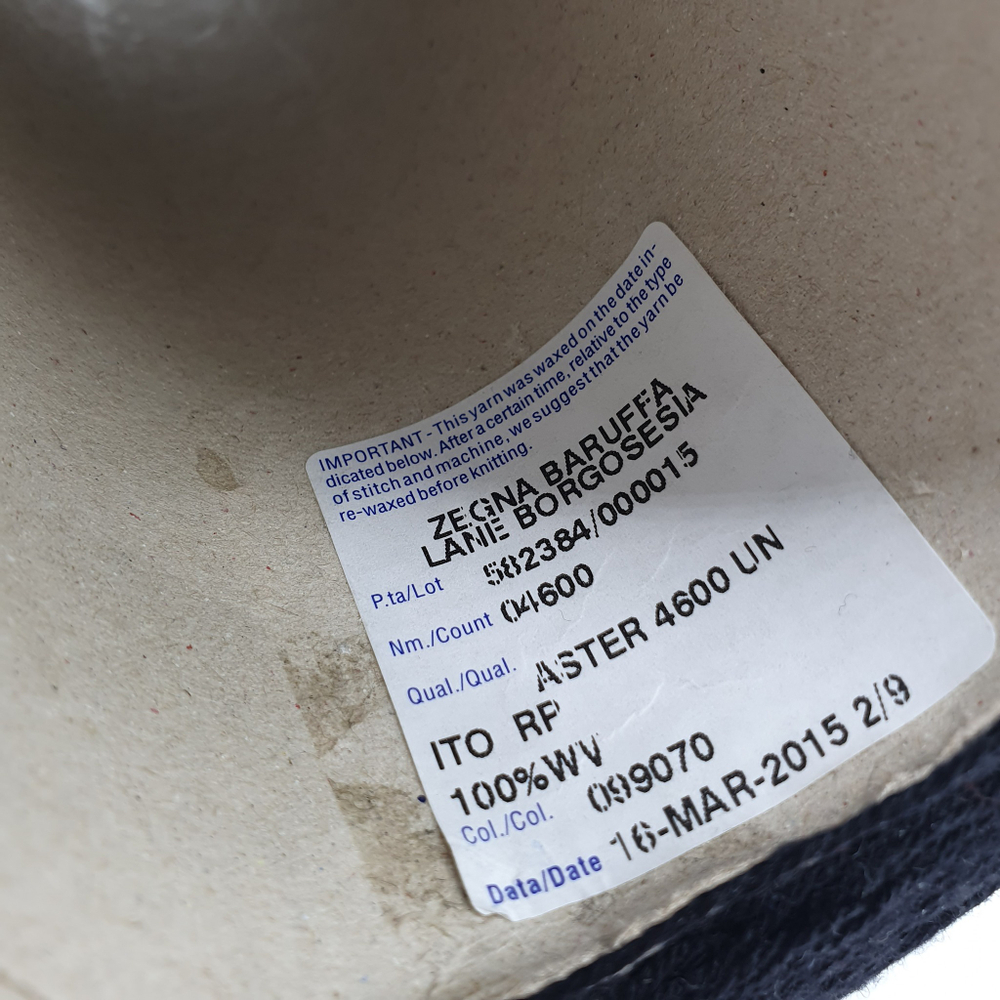 IMPORTANT - This yarn was waxed on the date in-
dicated below. After a certain time, relative to the type
of stitch and machine, we suggest that the yarn be
re-waxed before knitting.
ZEGNA BARUFFA
LANE BORGOSESIA
P.ta/Lot 502384/000015
Nm./Count 04600
Qual./Qual. ASTER 4600 UN
ITO RP
100%WV
Col./Col. 099070
Data/Date 16-MAR-2015 2/9